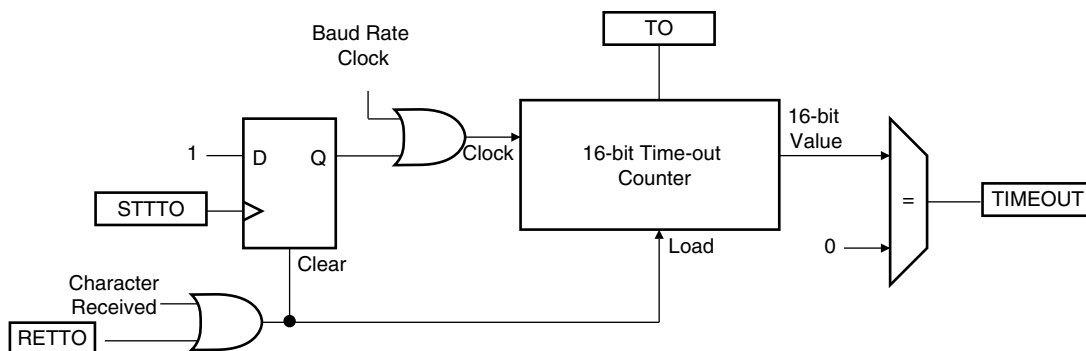 TO
Baud Rate
Clock
16-bit
Value
1
D
Q
Clock
16-bit Time-out
Counter
STTTO
=
TIMEOUT
Clear
Load
0
Character
Received
RETTO